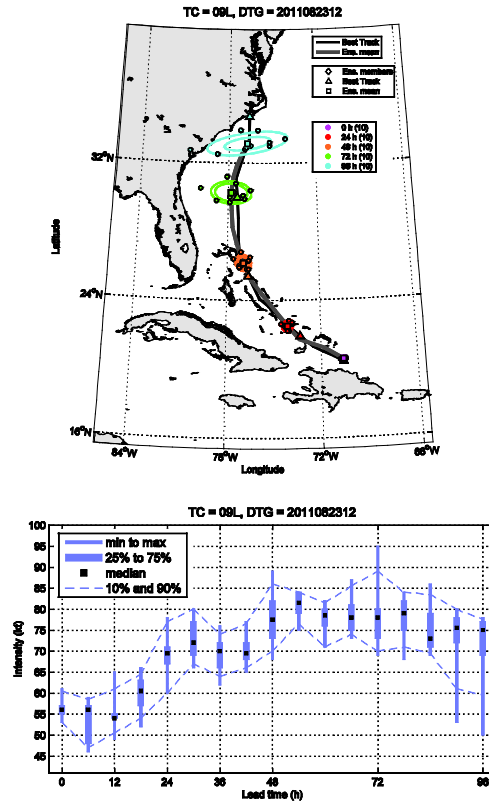 TC = 09L, DTG = 2011082312
Best Track
Ens. mean
Ens. members
Best Track
Ens. mean
0 h (10)
24 h (10)
48 h (10)
72 h (10)
96 h (10)
32°N
24°N
16°N
84°W
78°W
72°W
66°W
Latitude
Longitude
TC = 09L, DTG = 2011082312
min to max
25% to 75%
median
10% and 90%
Intensity (kt)
100
95
90
85
80
75
70
65
60
55
50
45
0 12 24 36 48 72 96
Lead time (h)